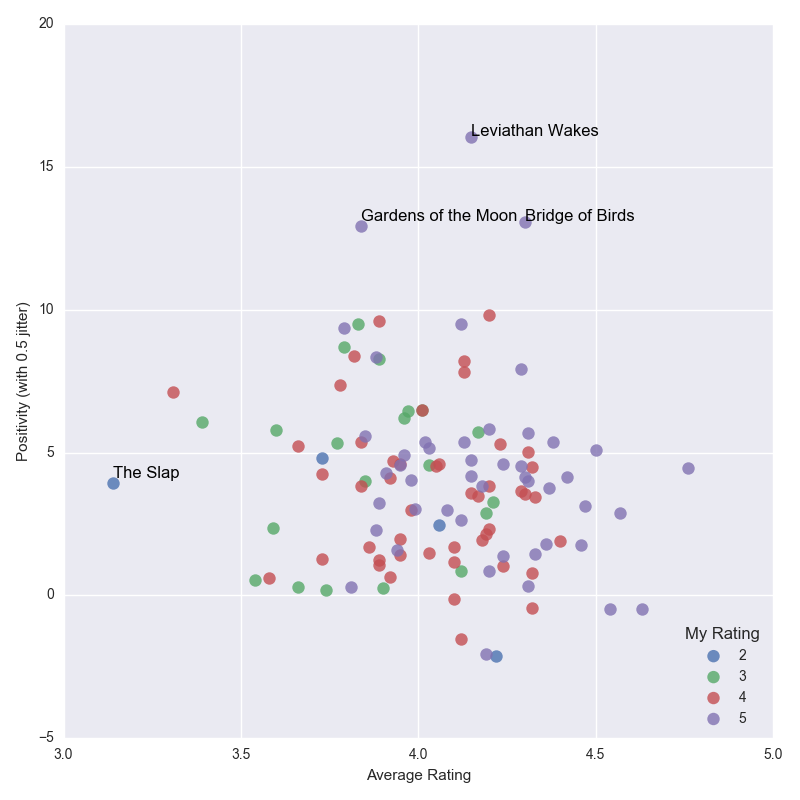 20
Leviathan Wakes
15
Gardens of the Moon Bridge of Birds
10
Positivity (with 0.5 jitter)
5
The Slap
0
My Rating
2
3
4
5
−5
3.0 3.5 4.0 4.5 5.0
Average Rating